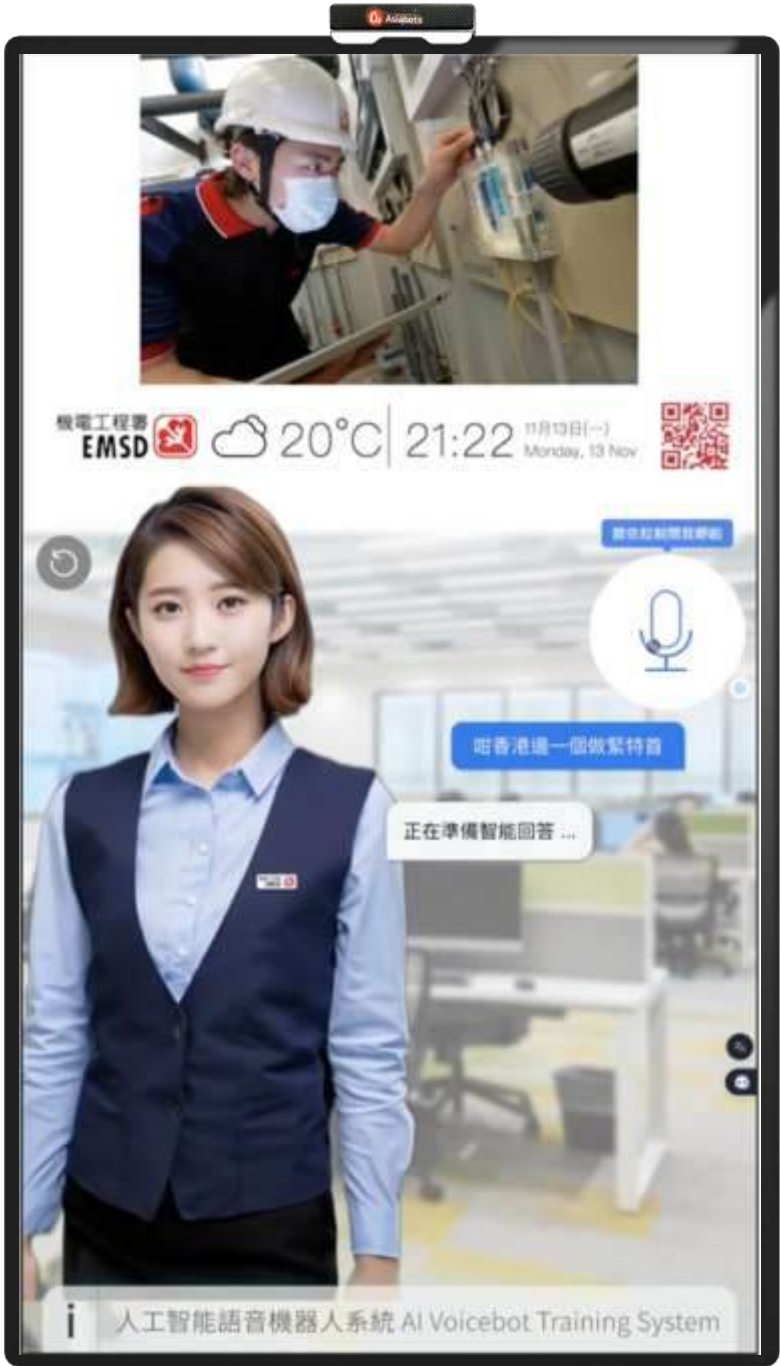 Asiabots
機電工程署
EMSD
20°C
21:22
11月13日(一)
Monday, 13 Nov
咁香港邊一個做緊特首
正在準備智能回答 ...
i
人工智能語音機器人系統 AI Voicebot Training System